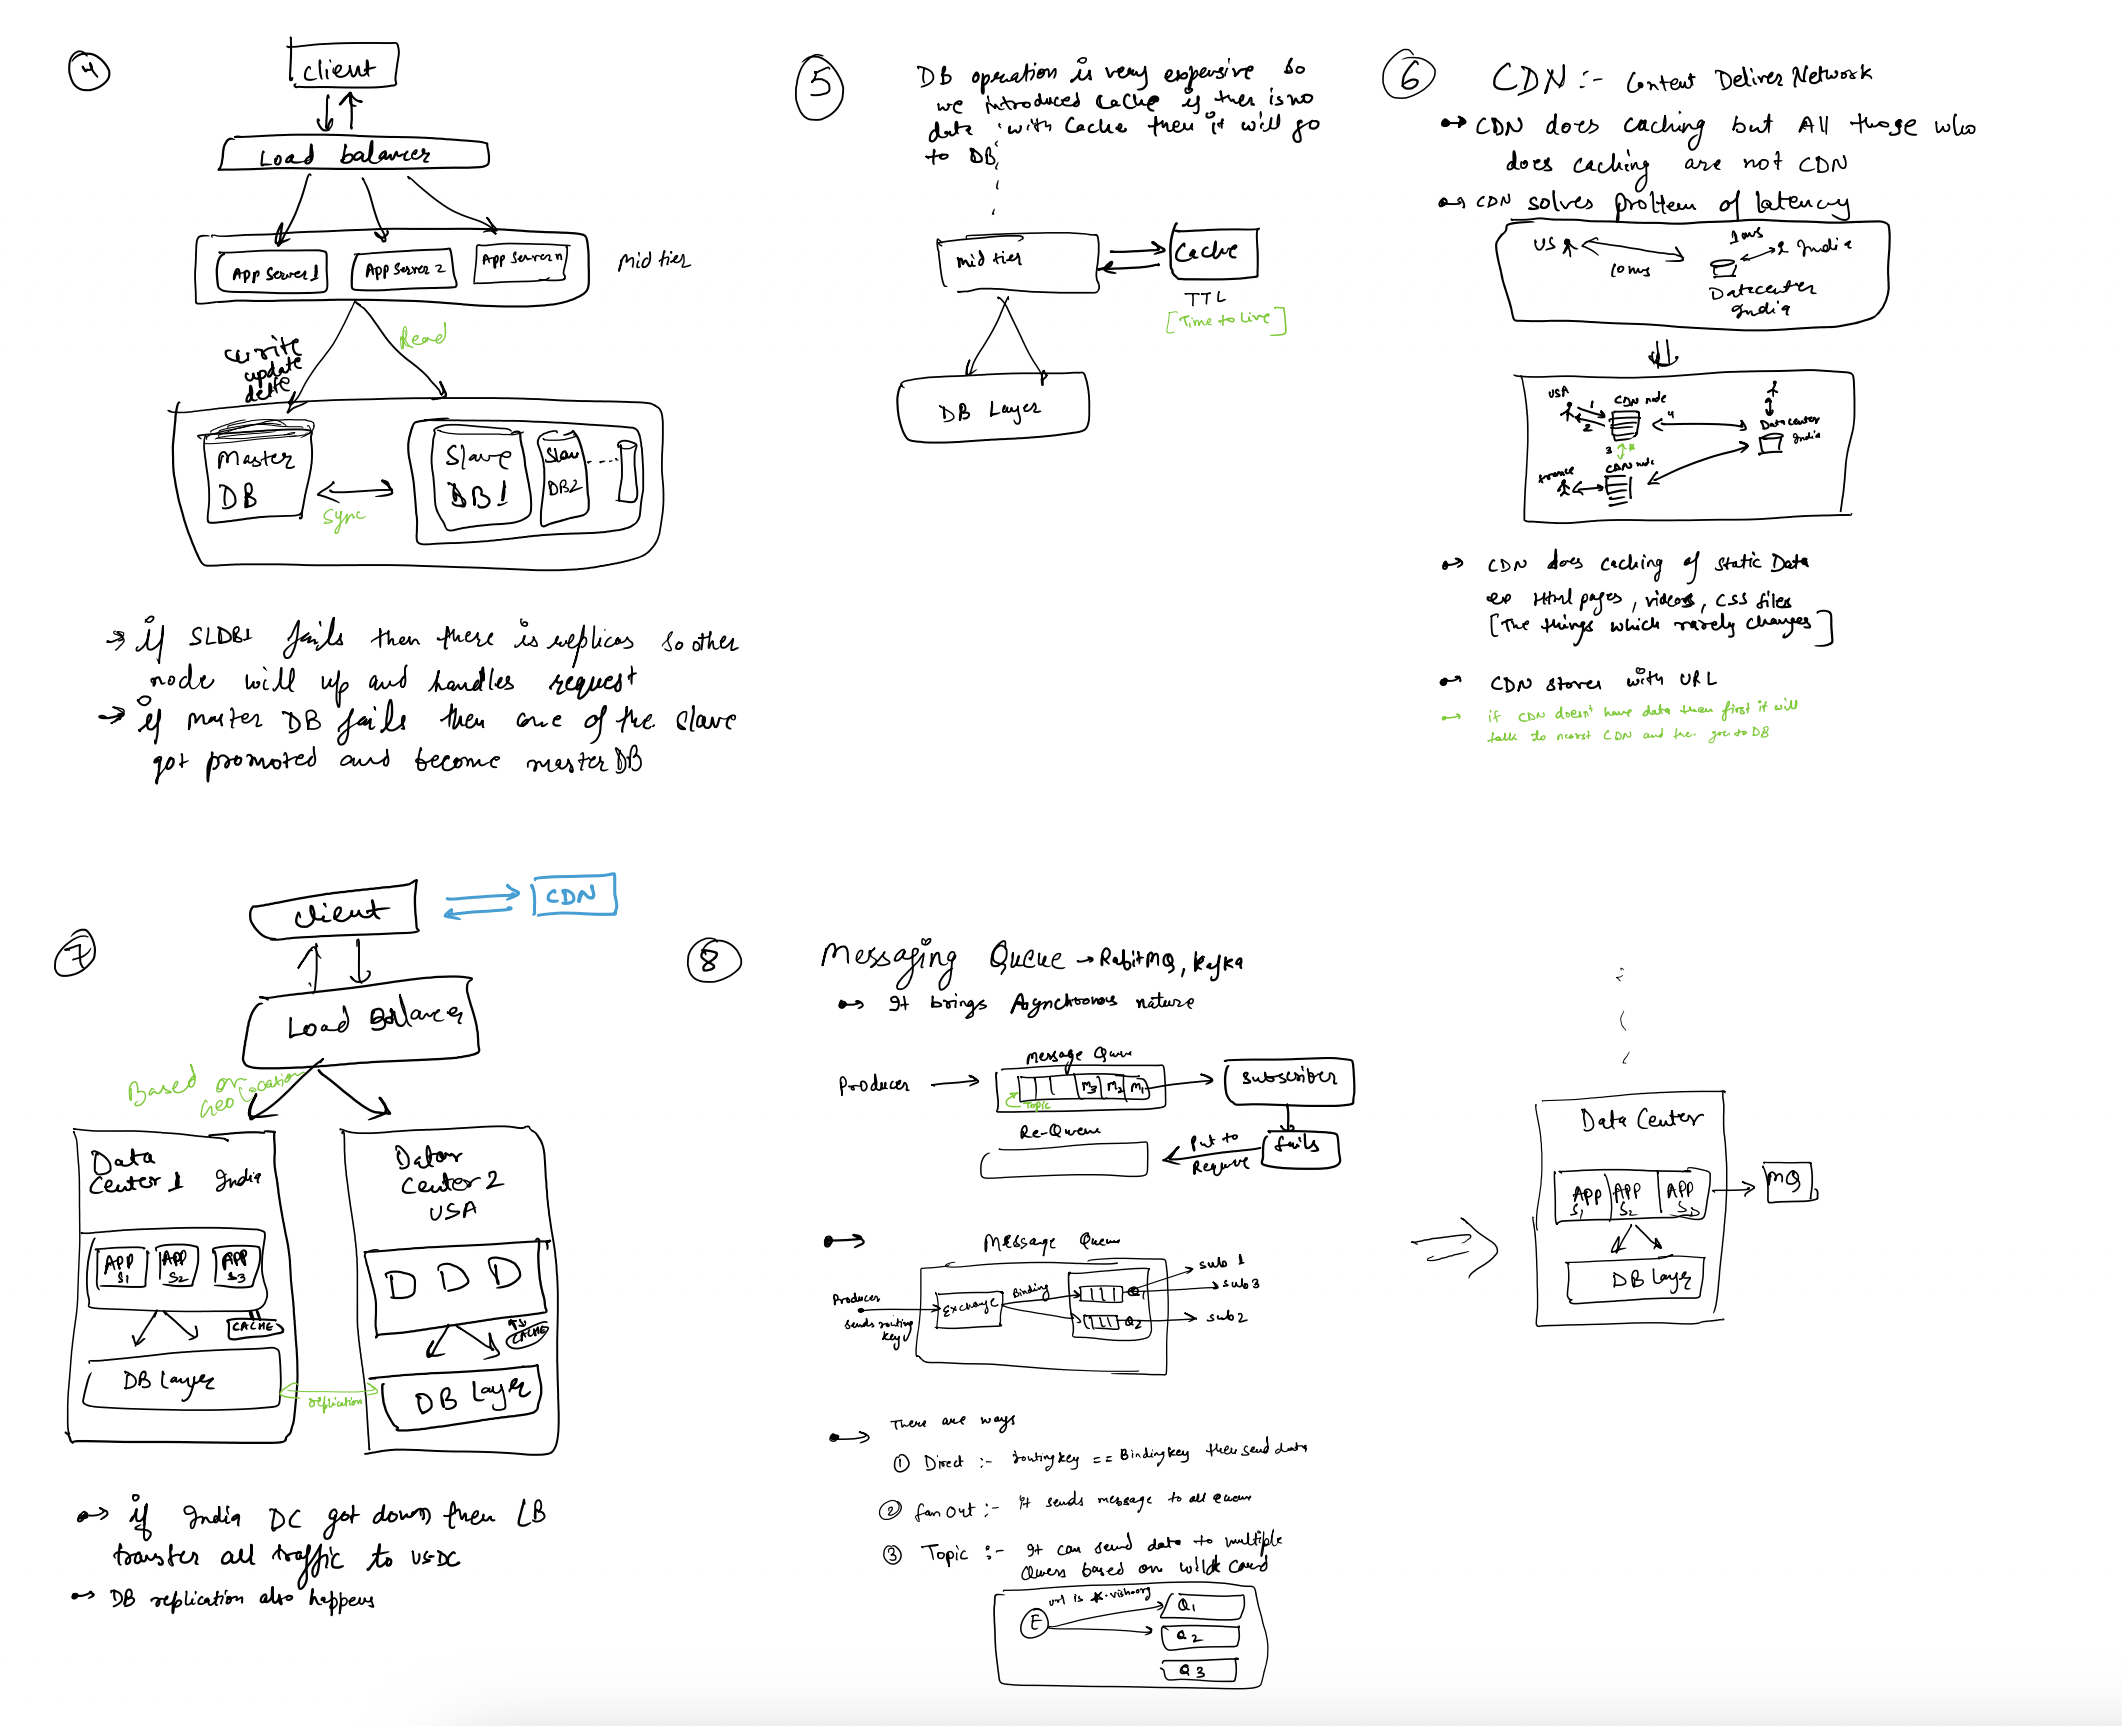 4
client
Load balancer
App Server 1
App Server 2
App Server n
Mid tier
write
update
Read
Master
DB
Sync
Slave
DB1
Slav
DB2
→ if SLDB1 fails then there is replicas so other
node will up and handles request
→ if master DB fails then one of the slave
got promoted and become master DB
5
DB operation is very expensive so
we introduced cache if ther is no
data with Cache then it will go
to DB
mid tier
Cache
TTL
[Time to Live]
DB Layer
6
CDN :- Content Deliver Network
CDN does caching but All those who
does caching are not CDN
CDN solves problem of latency
US
10ms
1ms
India
Datacenter
India
USA
1
2
CDN node
4
3
Datacenter
India
france
CDN node
CDN does caching of static Data
Html pages, videos, CSS files
[The things which rarely changes]
CDN stores with URL
if CDN doesn't have data then first it will
talk to nearst CDN and the go to DB
7
client
CDN
Load Ballancer
Based on
Geo Location
Data
Center 1
India
APP
S1
APP
S2
APP
S3
CACHE
DB Layer
replication
Center 2
USA
D D D
CACHE
DB Layer
if India DC got down then LB
transfer all traffic to US-DC
DB replication also happens
8
Messaging Queue → RabitMQ, Kafka
It brings Asynchronous nature
Producer
Message Queue
M3 M2 M1
Topic
Subscriber
fails
Put to
Requeue
Re-Queue
Message Queue
Producer
sends routing
key
Exchange
Binding
Q1
Q2
sub 1
sub 3
sub 2
There are ways
① Direct :- routing key == Binding key then send data
② fan Out :- it sends message to all queue
③ Topic :- It can send data to multiple
Queues based on wild card
url is *.vishoorg
E
Q1
Q2
Q3
Data Center
APP
S1
APP
S2
APP
MQ
DB Layer